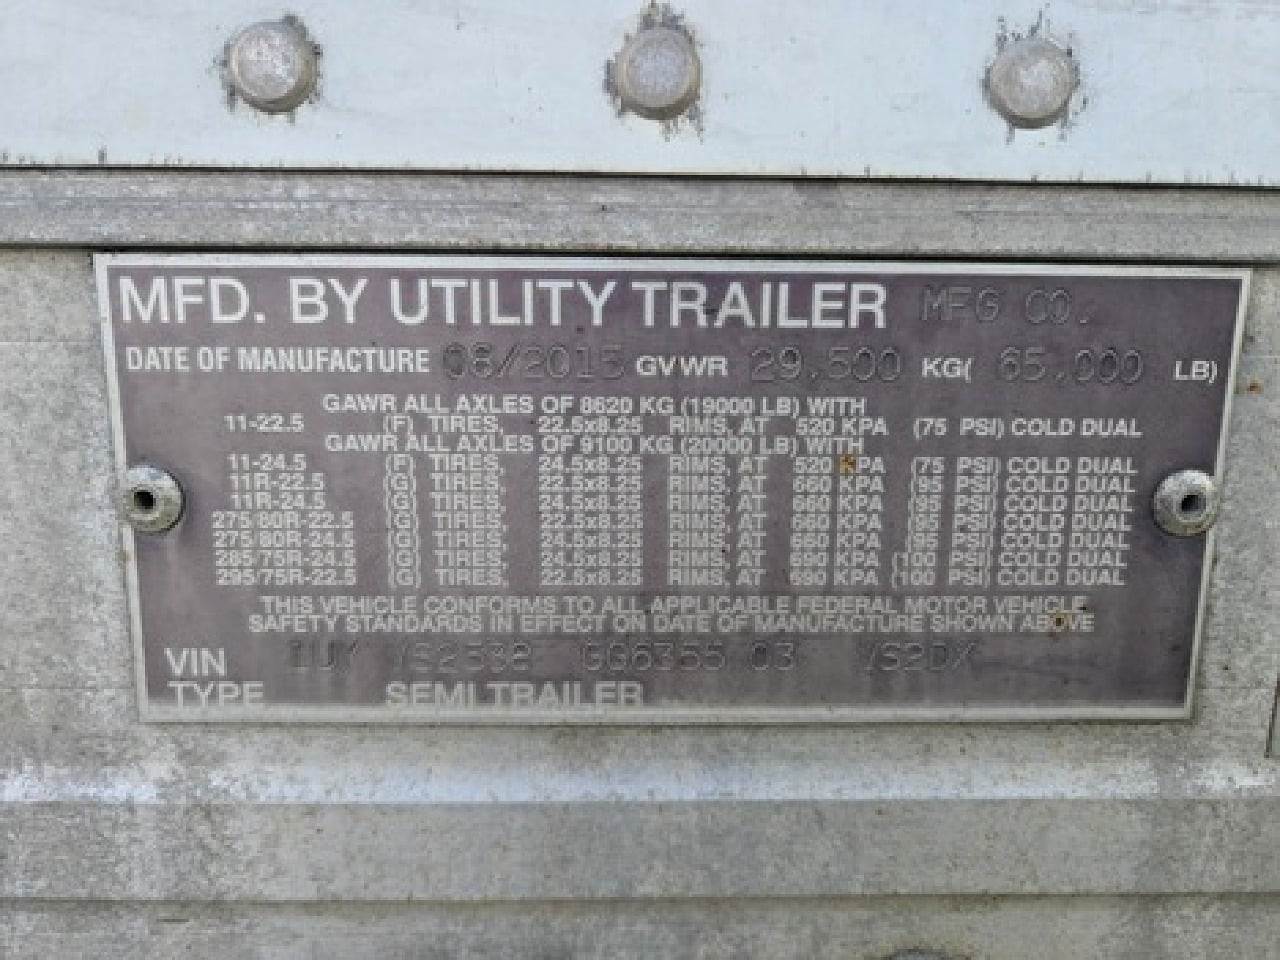 MFD. BY UTILITY TRAILER MFG CO.
DATE OF MANUFACTURE 08/2015 GVWR 29,500 KG( 65,000 LB)
GAWR ALL AXLES OF 8620 KG (19000 LB) WITH
11-22.5 (F) TIRES, 22.5x8.25 RIMS, AT 520 KPA (75 PSI) COLD DUAL
GAWR ALL AXLES OF 9100 KG (20000 LB) WITH
11-24.5 (F) TIRES, 24.5x8.25 RIMS, AT 520 KPA (75 PSI) COLD DUAL
11R-22.5 (G) TIRES, 22.5x8.25 RIMS, AT 660 KPA (95 PSI) COLD DUAL
11R-24.5 (G) TIRES, 24.5x8.25 RIMS, AT 660 KPA (95 PSI) COLD DUAL
275/80R-22.5 (G) TIRES, 22.5x8.25 RIMS, AT 660 KPA (95 PSI) COLD DUAL
275/80R-24.5 (G) TIRES, 24.5x8.25 RIMS, AT 660 KPA (95 PSI) COLD DUAL
285/75R-24.5 (G) TIRES, 24.5x8.25 RIMS, AT 690 KPA (100 PSI) COLD DUAL
295/75R-22.5 (G) TIRES, 22.5x8.25 RIMS, AT 690 KPA (100 PSI) COLD DUAL
THIS VEHICLE CONFORMS TO ALL APPLICABLE FEDERAL MOTOR VEHICLE
SAFETY STANDARDS IN EFFECT ON DATE OF MANUFACTURE SHOWN ABOVE
VIN 1UY VS2538 GG6355 03 VS2DX
TYPE SEMI TRAILER